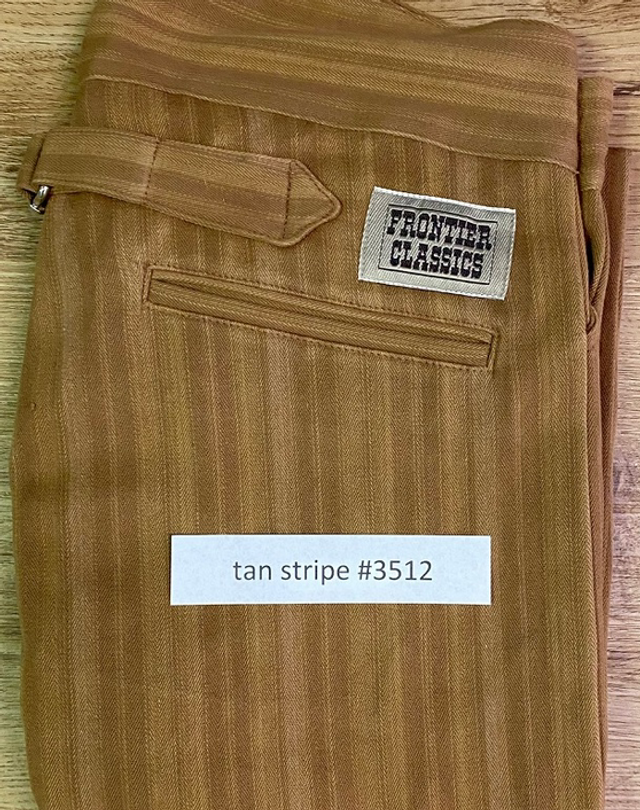 FRONTIER
CLASSICS
tan stripe #3512